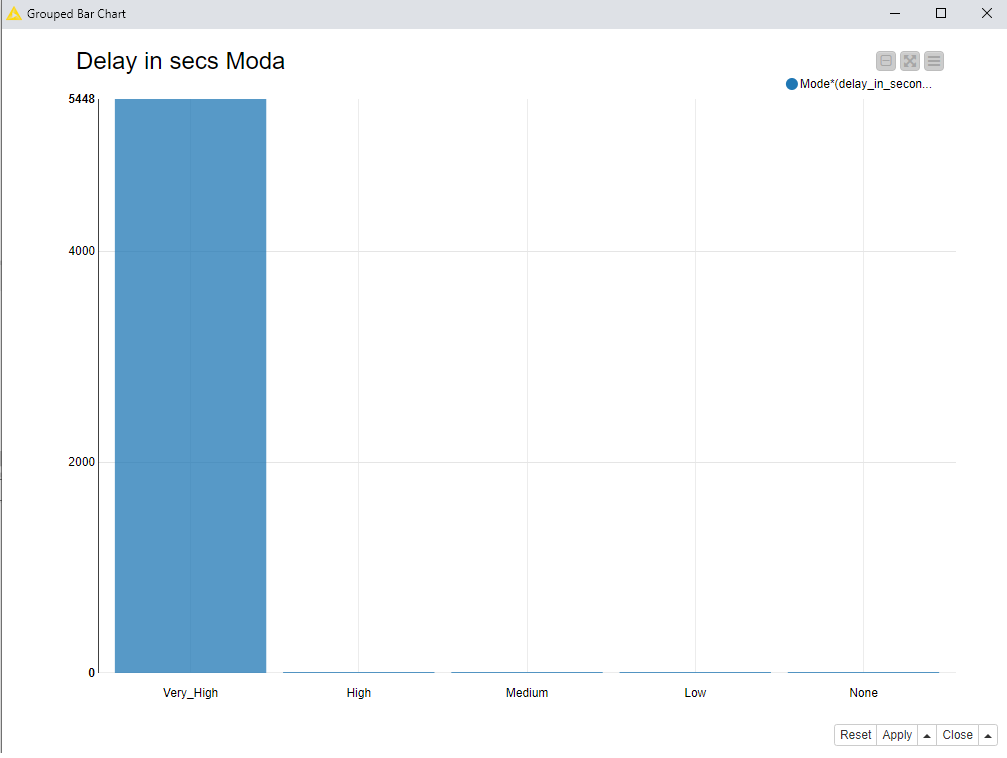 Grouped Bar Chart
Delay in secs Moda
Mode*(delay_in_secon...
5448
4000
2000
0
Very_High High Medium Low None
Reset Apply Close